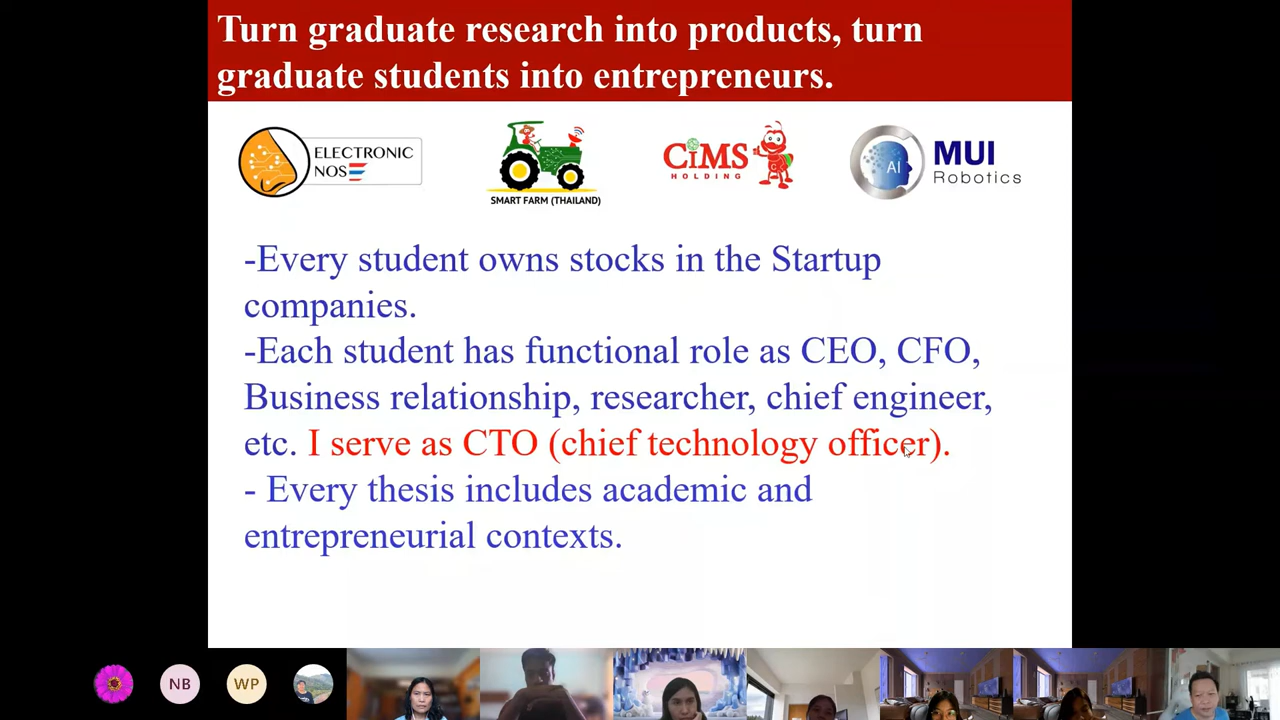 Turn graduate research into products, turn
graduate students into entrepreneurs.
ELECTRONIC
NOSE
SMART FARM (THAILAND)
CiMS
HOLDING
AI
MUI
Robotics
-Every student owns stocks in the Startup
companies.
-Each student has functional role as CEO, CFO,
Business relationship, researcher, chief engineer,
etc. I serve as CTO (chief technology officer).
- Every thesis includes academic and
entrepreneurial contexts.
NB
WP